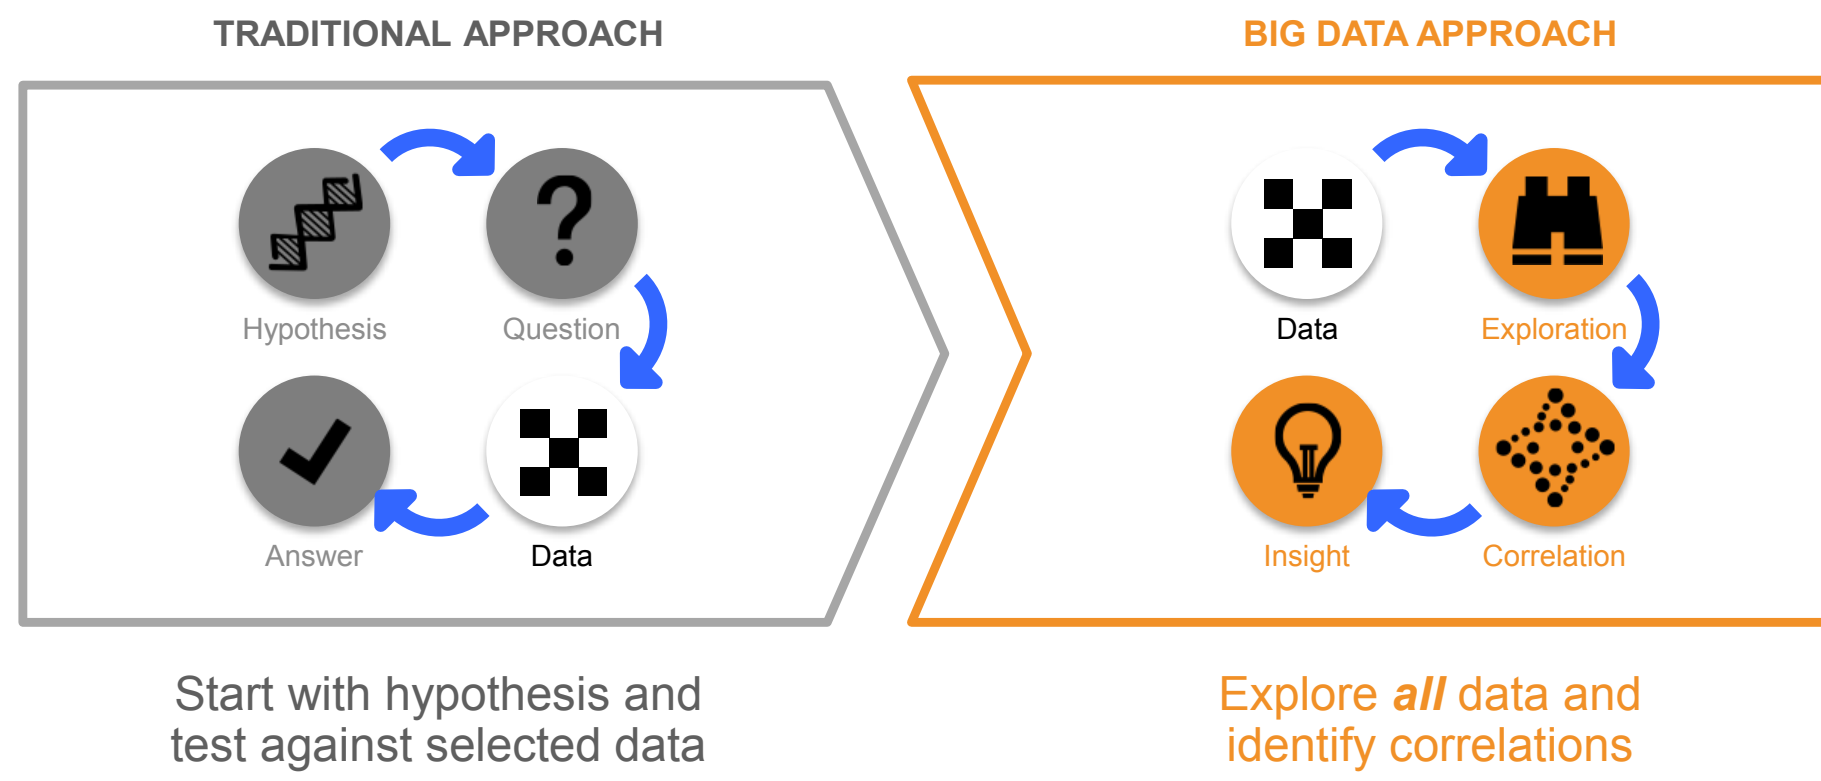 TRADITIONAL APPROACH
Hypothesis
Question
Answer
Data
Start with hypothesis and
test against selected data
BIG DATA APPROACH
Data
Exploration
Insight
Correlation
Explore all data and
identify correlations